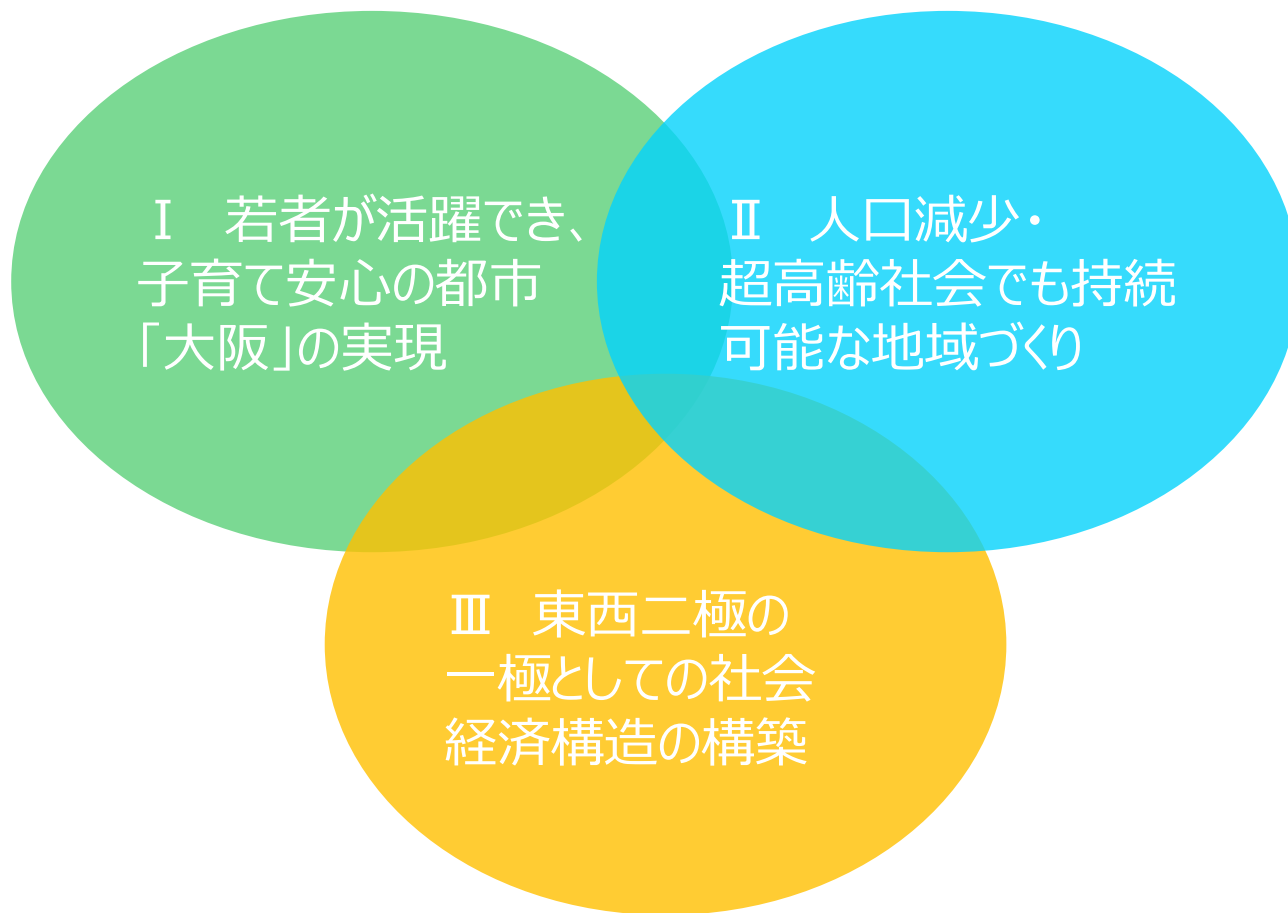 Ⅰ　若者が活躍でき、
子育て安心の都市
「大阪」の実現
Ⅱ　人口減少・
超高齢社会でも持続
可能な地域づくり
Ⅲ　東西二極の
一極としての社会
経済構造の構築